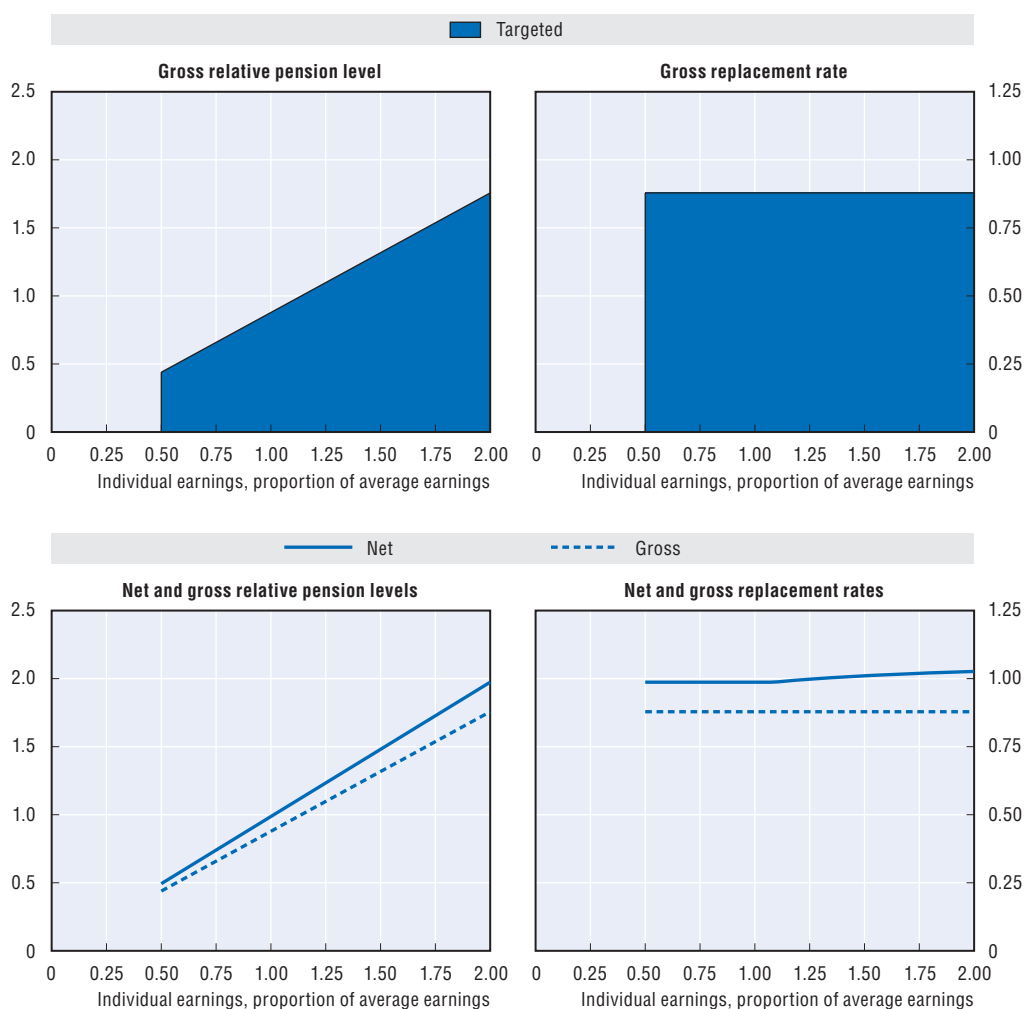 Targeted
Gross relative pension level
Gross replacement rate
2.5
2.0
1.5
1.0
0.5
0
0 0.25 0.50 0.75 1.00 1.25 1.50 1.75 2.00
Individual earnings, proportion of average earnings
1.25
1.00
0.75
0.50
0.25
0
0 0.25 0.50 0.75 1.00 1.25 1.50 1.75 2.00
Individual earnings, proportion of average earnings
Net Gross
Net and gross relative pension levels
Net and gross replacement rates
2.5
2.0
1.5
1.0
0.5
0
0 0.25 0.50 0.75 1.00 1.25 1.50 1.75 2.00
Individual earnings, proportion of average earnings
1.25
1.00
0.75
0.50
0.25
0
0 0.25 0.50 0.75 1.00 1.25 1.50 1.75 2.00
Individual earnings, proportion of average earnings